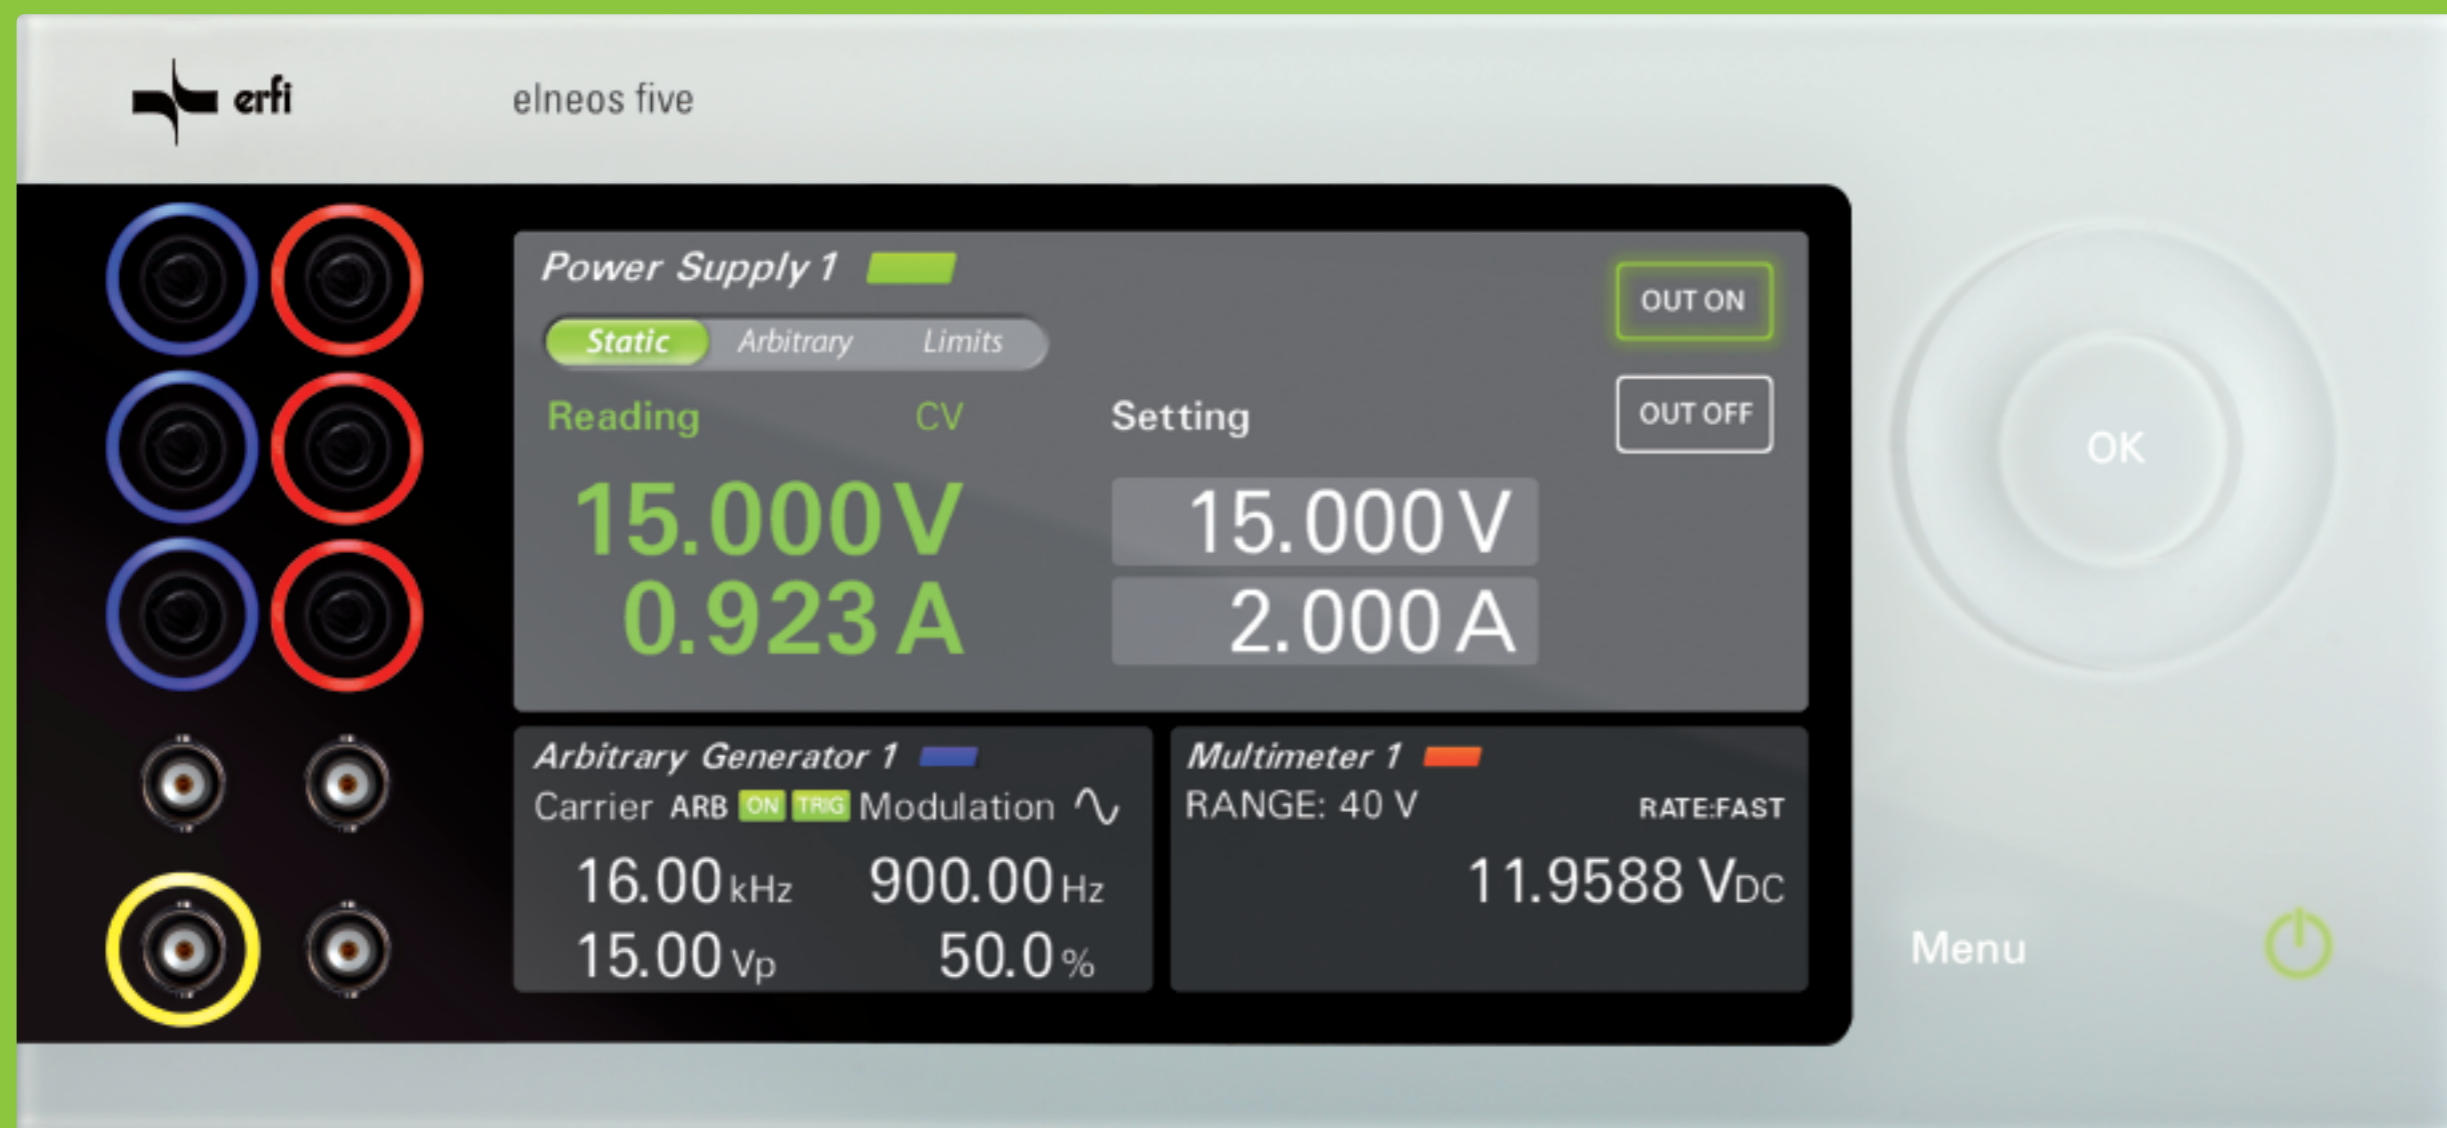 erfi
elneos five
Power Supply 1
OUT ON
Static Arbitrary Limits
Reading CV Setting
OUT OFF
15.000 V 15.000 V
0.923 A 2.000 A
OK
Arbitrary Generator 1
Carrier ARB ON TRIG Modulation
16.00 kHz 900.00 Hz
15.00 Vp 50.0 %
Multimeter 1
RANGE: 40 V RATE:FAST
11.9588 VDC
Menu